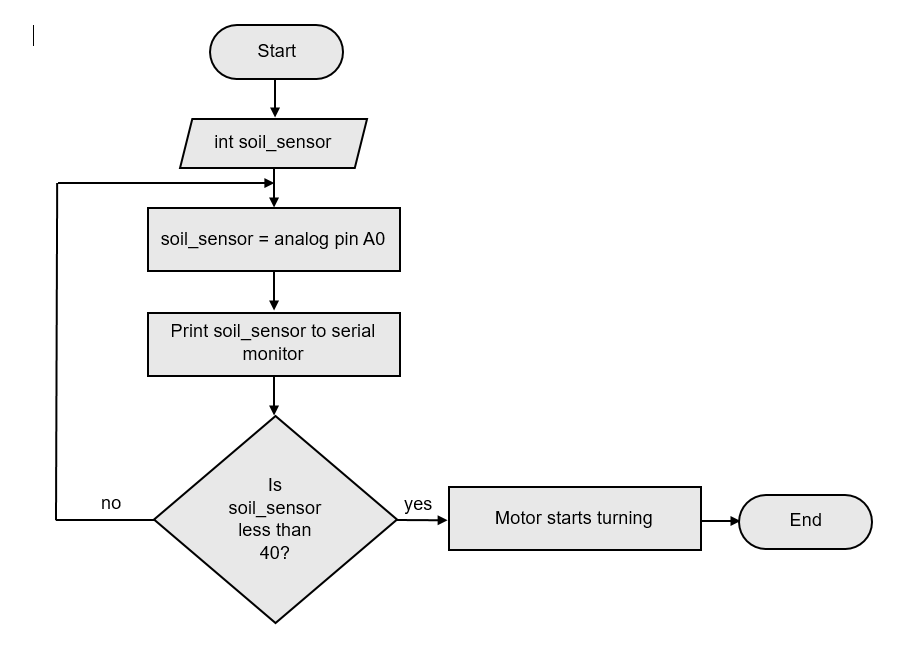 Start
int soil_sensor
soil_sensor = analog pin A0
Print soil_sensor to serial
monitor
Is
soil_sensor
less than
40?
no
yes
Motor starts turning
End